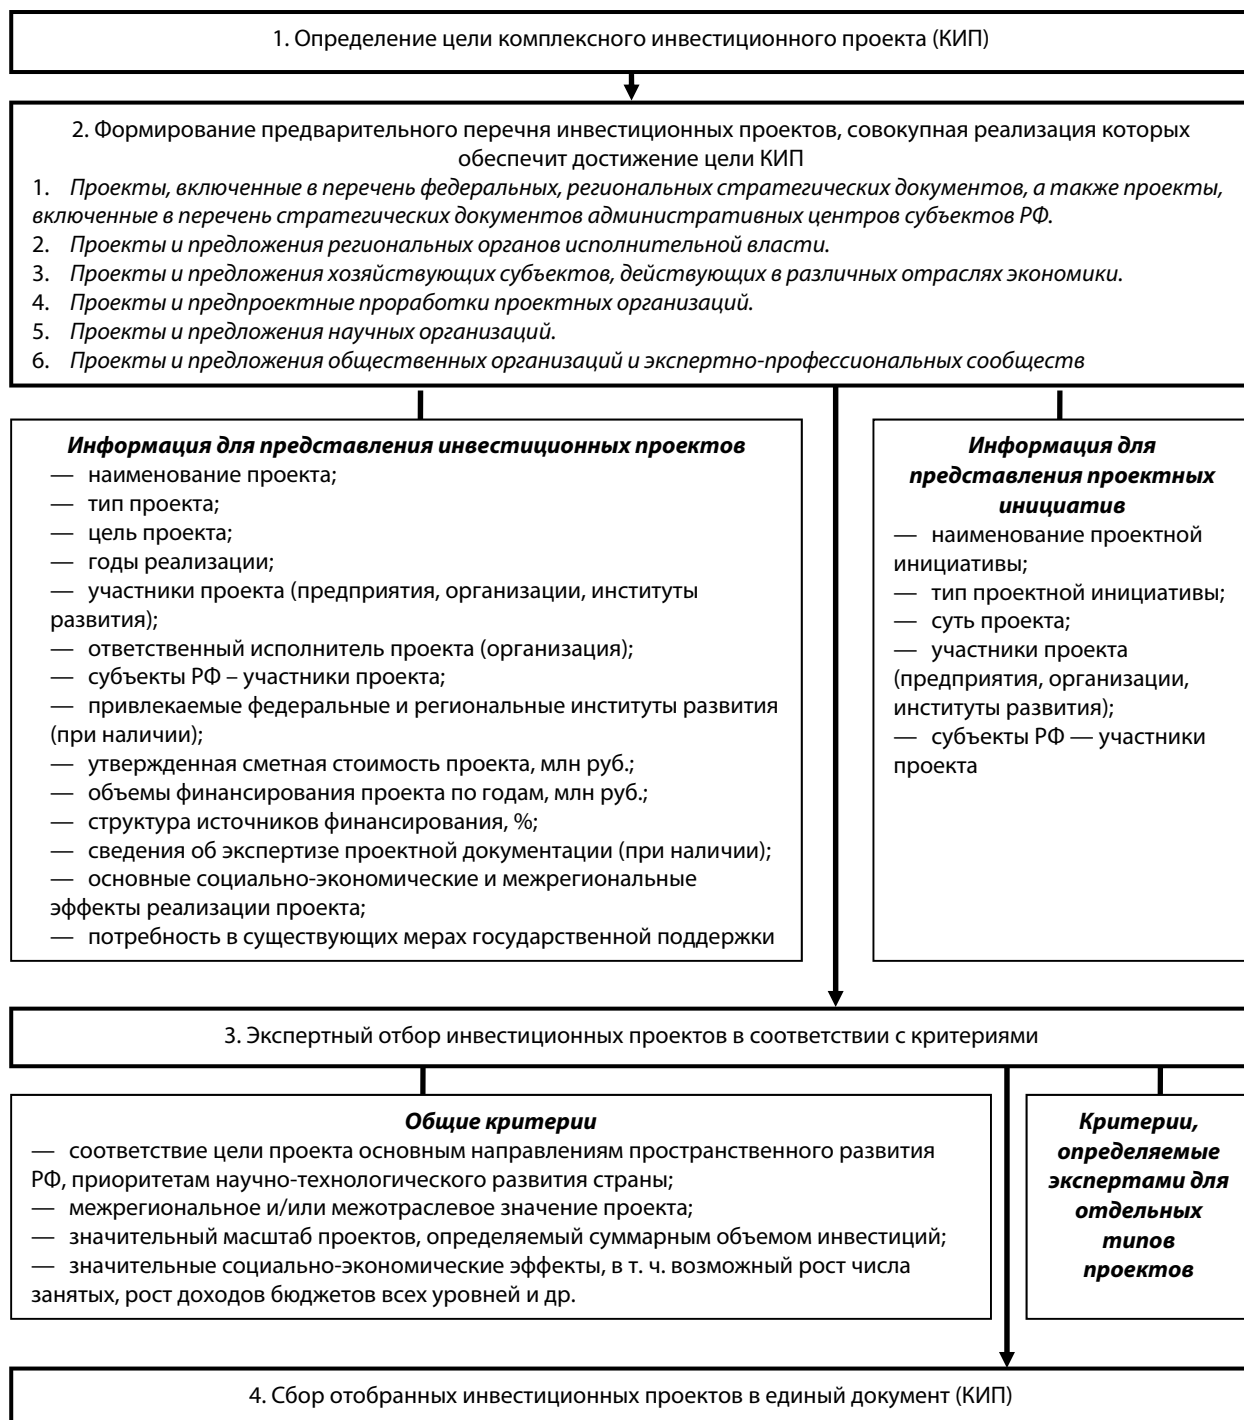 1. Определение цели комплексного инвестиционного проекта (КИП)
2. Формирование предварительного перечня инвестиционных проектов, совокупная реализация которых
обеспечит достижение цели КИП
1. Проекты, включенные в перечень федеральных, региональных стратегических документов, а также проекты,
включенные в перечень стратегических документов административных центров субъектов РФ.
2. Проекты и предложения региональных органов исполнительной власти.
3. Проекты и предложения хозяйствующих субъектов, действующих в различных отраслях экономики.
4. Проекты и предпроектные проработки проектных организаций.
5. Проекты и предложения научных организаций.
6. Проекты и предложения общественных организаций и экспертно-профессиональных сообществ
Информация для представления инвестиционных проектов
— наименование проекта;
— тип проекта;
— цель проекта;
— годы реализации;
— участники проекта (предприятия, организации, институты
развития);
— ответственный исполнитель проекта (организация);
— субъекты РФ – участники проекта;
— привлекаемые федеральные и региональные институты развития
(при наличии);
— утвержденная сметная стоимость проекта, млн руб.;
— объемы финансирования проекта по годам, млн руб.;
— структура источников финансирования, %;
— сведения об экспертизе проектной документации (при наличии);
— основные социально-экономические и межрегиональные
эффекты реализации проекта;
— потребность в существующих мерах государственной поддержки
Информация для
представления проектных
инициатив
— наименование проектной
инициативы;
— тип проектной инициативы;
— суть проекта;
— участники проекта
(предприятия, организации,
институты развития);
— субъекты РФ — участники
проекта
3. Экспертный отбор инвестиционных проектов в соответствии с критериями
Общие критерии
— соответствие цели проекта основным направлениям пространственного развития
РФ, приоритетам научно-технологического развития страны;
— межрегиональное и/или межотраслевое значение проекта;
— значительный масштаб проектов, определяемый суммарным объемом инвестиций;
— значительные социально-экономические эффекты, в т. ч. возможный рост числа
занятых, рост доходов бюджетов всех уровней и др.
Критерии,
определяемые
экспертами для
отдельных
типов
проектов
4. Сбор отобранных инвестиционных проектов в единый документ (КИП)